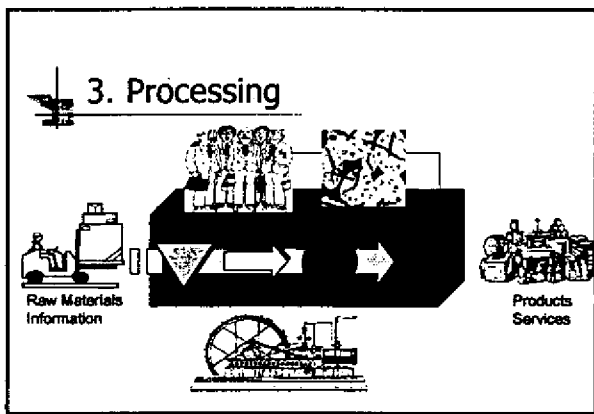 3. Processing
Raw Materials
Information
Products
Services